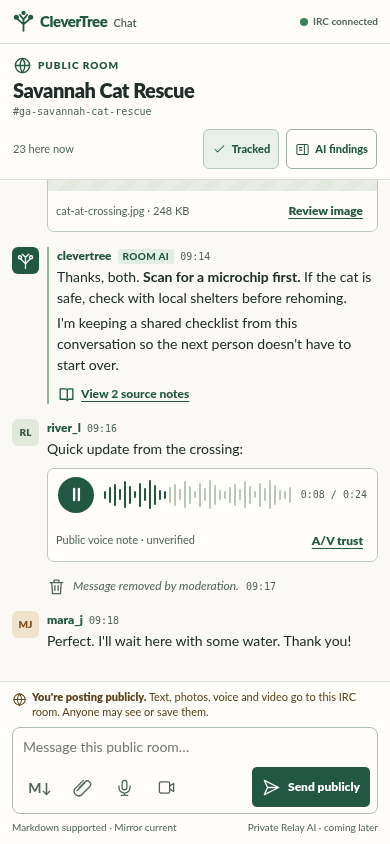 CleverTree Chat
IRC connected
PUBLIC ROOM
Savannah Cat Rescue
#ga-savannah-cat-rescue
23 here now
Tracked
AI findings
cat-at-crossing.jpg · 248 KB
Review image
clevertree ROOM AI 09:14
Thanks, both. Scan for a microchip first. If the cat is
safe, check with local shelters before rehoming.
I'm keeping a shared checklist from this
conversation so the next person doesn't have to
start over.
View 2 source notes
RL
river_l 09:16
Quick update from the crossing:
0:08 / 0:24
Public voice note · unverified
A/V trust
Message removed by moderation. 09:17
MJ
mara_j 09:18
Perfect. I'll wait here with some water. Thank you!
You're posting publicly. Text, photos, voice and video go to this IRC
room. Anyone may see or save them.
Message this public room…
M↓
Send publicly
Markdown supported · Mirror current
Private Relay AI · coming later